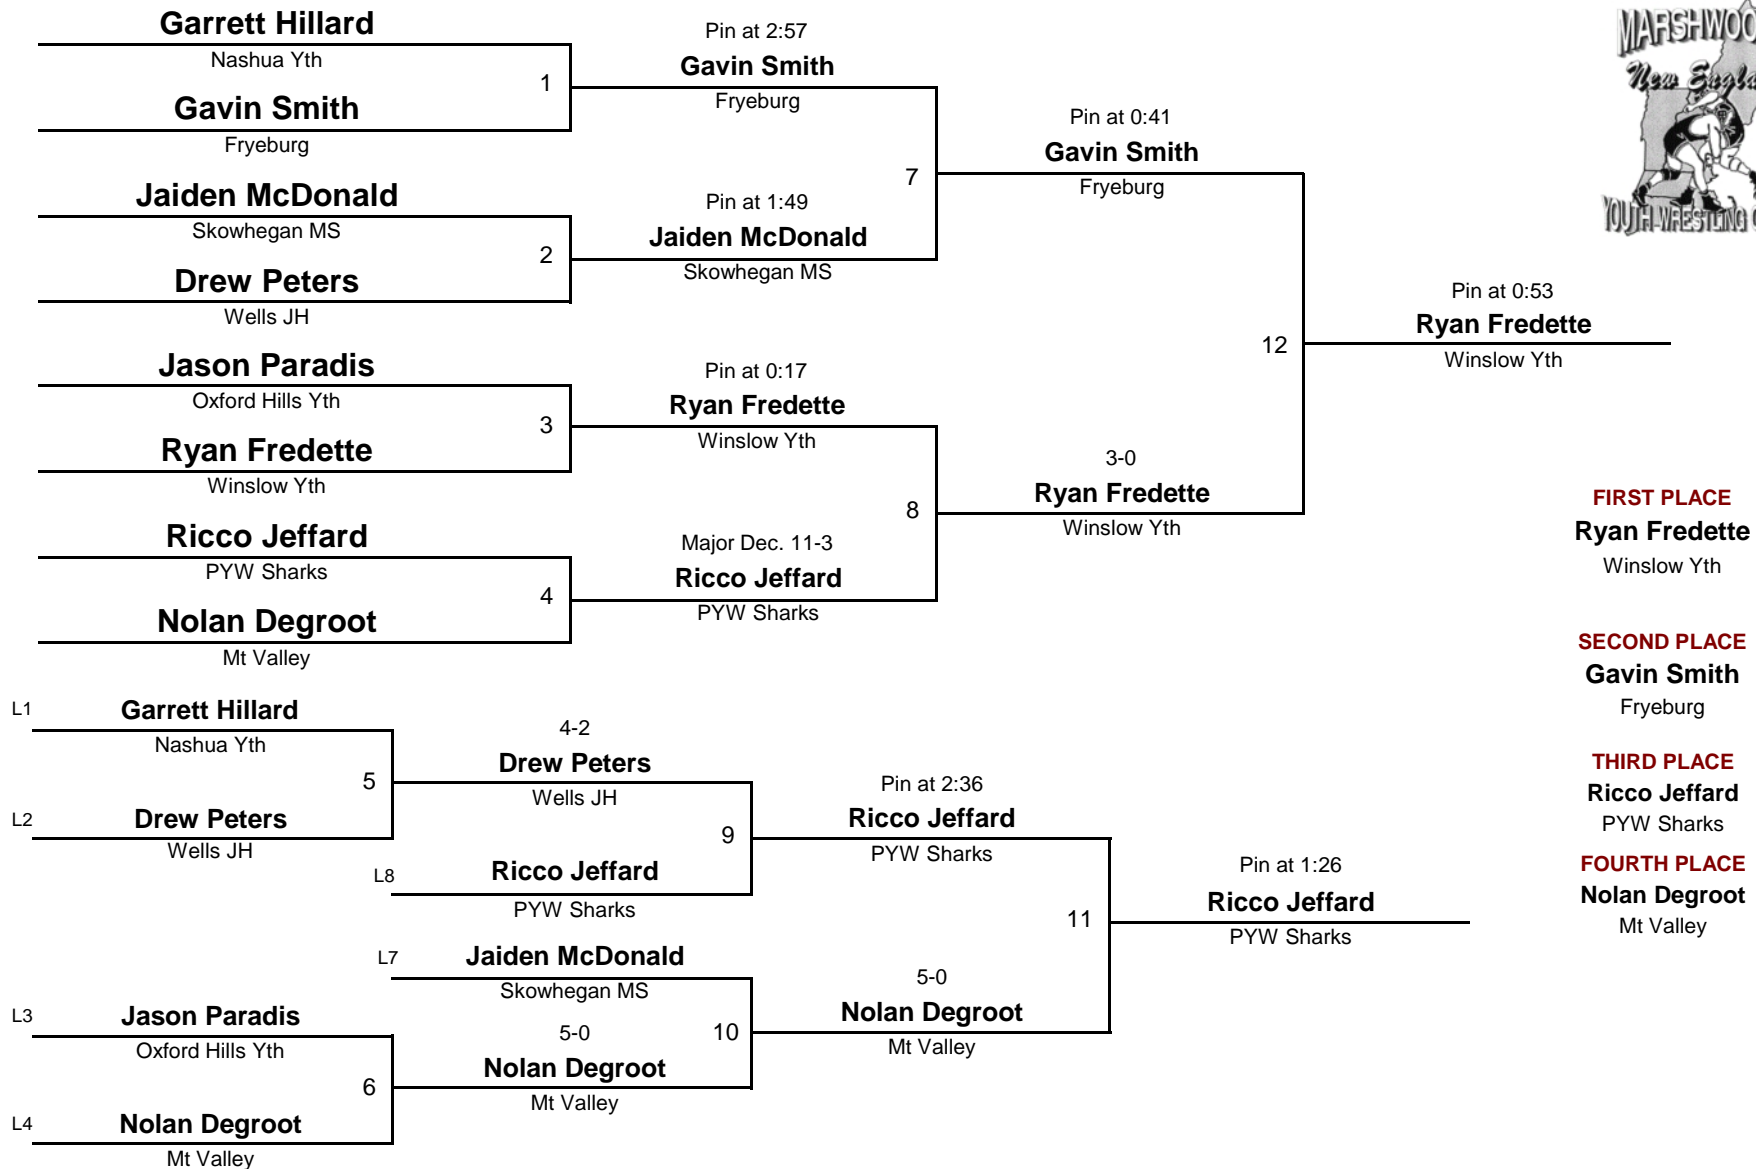 Garrett Hillard
Nashua Yth
1
Gavin Smith
Fryeburg
Jaiden McDonald
Skowhegan MS
2
Drew Peters
Wells JH
Jason Paradis
Oxford Hills Yth
3
Ryan Fredette
Winslow Yth
Ricco Jeffard
PYW Sharks
4
Nolan Degroot
Mt Valley
Pin at 2:57
Gavin Smith
Fryeburg
7
Pin at 1:49
Jaiden McDonald
Skowhegan MS
Pin at 0:17
Ryan Fredette
Winslow Yth
8
Major Dec. 11-3
Ricco Jeffard
PYW Sharks
Pin at 0:41
Gavin Smith
Fryeburg
12
3-0
Ryan Fredette
Winslow Yth
Pin at 0:53
Ryan Fredette
Winslow Yth
New
YOUTH WRESTLING
FIRST PLACE
Ryan Fredette
Winslow Yth
SECOND PLACE
Gavin Smith
Fryeburg
THIRD PLACE
Ricco Jeffard
PYW Sharks
FOURTH PLACE
Nolan Degroot
Mt Valley
L1
Garrett Hillard
Nashua Yth
5
L2
Drew Peters
Wells JH
4-2
Drew Peters
Wells JH
9
L8
Ricco Jeffard
PYW Sharks
L7
Jaiden McDonald
Skowhegan MS
10
5-0
Nolan Degroot
Mt Valley
L3
Jason Paradis
Oxford Hills Yth
6
L4
Nolan Degroot
Mt Valley
Pin at 2:36
Ricco Jeffard
PYW Sharks
11
5-0
Nolan Degroot
Mt Valley
Pin at 1:26
Ricco Jeffard
PYW Sharks